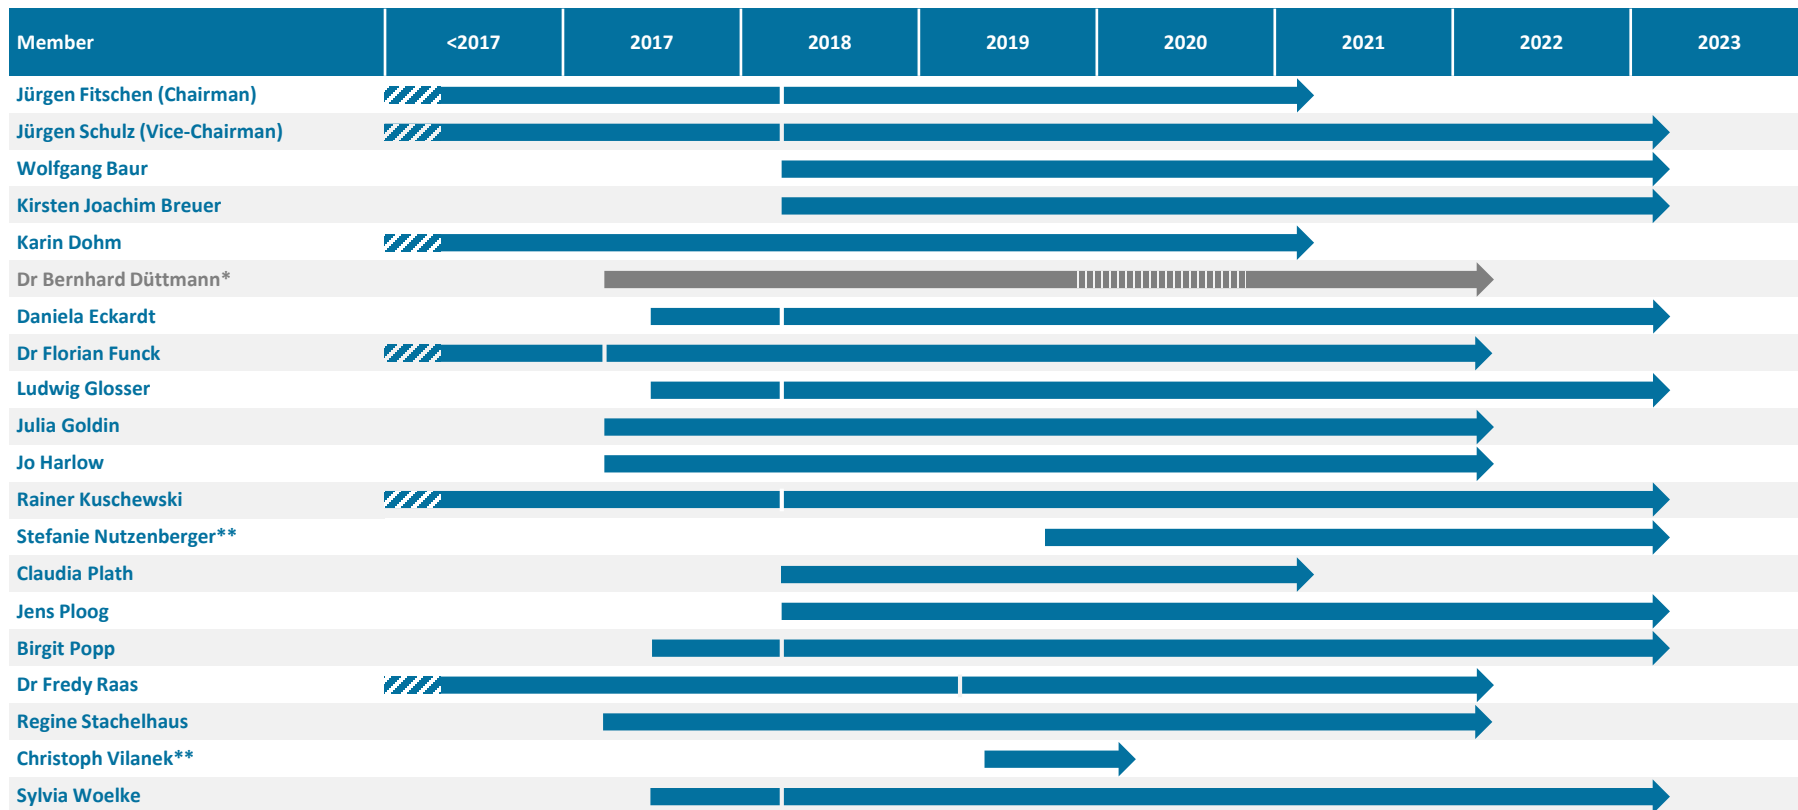 Member <2017 2017 2018 2019 2020 2021 2022 2023
Jürgen Fitschen (Chairman)
Jürgen Schulz (Vice-Chairman)
Wolfgang Baur
Kirsten Joachim Breuer
Karin Dohm
Dr Bernhard Düttmann*
Daniela Eckardt
Dr Florian Funck
Ludwig Glosser
Julia Goldin
Jo Harlow
Rainer Kuschewski
Stefanie Nutzenberger**
Claudia Plath
Jens Ploog
Birgit Popp
Dr Fredy Raas
Regine Stachelhaus
Christoph Vilanek**
Sylvia Woelke